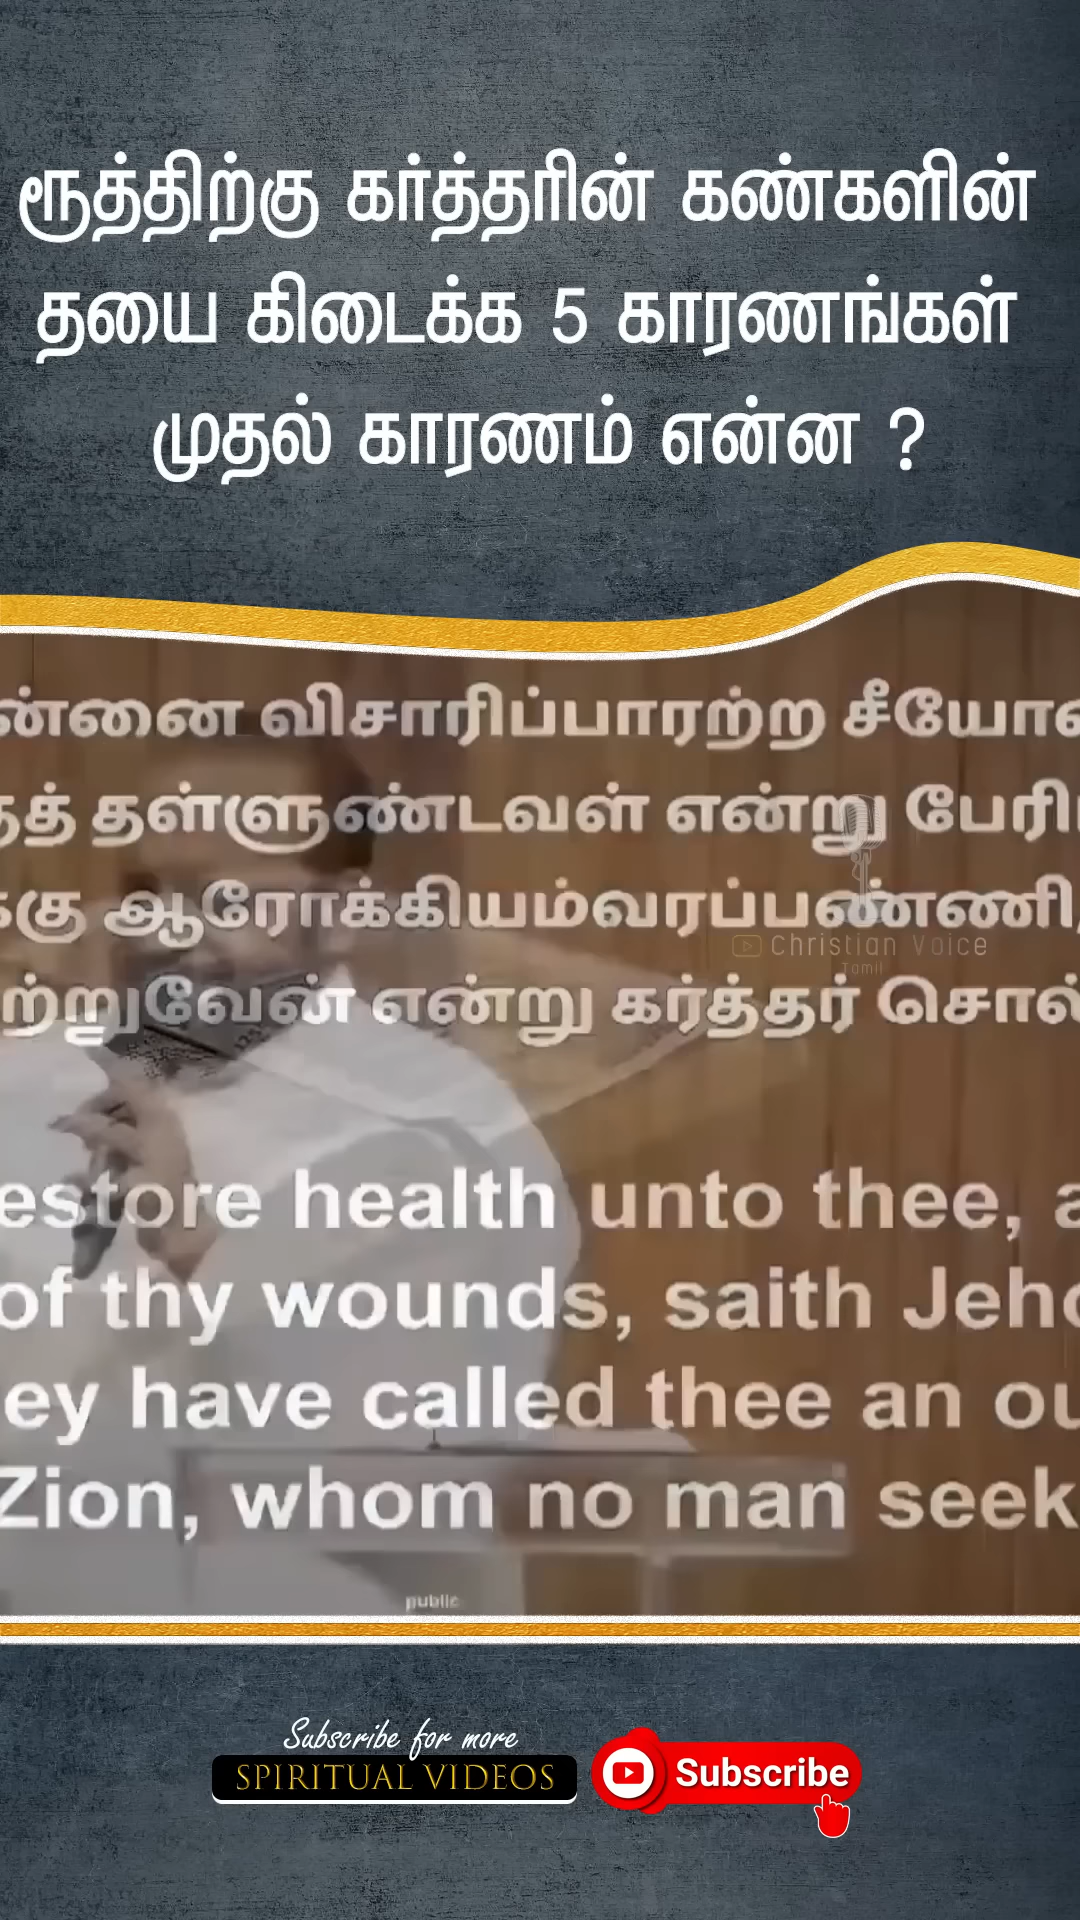 ரூத்திற்கு கர்த்தரின் கண்களின்
தயை கிடைக்க 5 காரணங்கள்
முதல் காரணம் என்ன ?
ன்னை விசாரிப்பாரற்ற சீயோன
தத் தள்ளுண்டவள் என்று பேரி
க்கு ஆரோக்கியம்வரப்பண்ணி,
ற்றுவேன் என்று கர்த்தர் சொல்
Christian Voice
Tamil
estore health unto thee, a
of thy wounds, saith Jeho
ey have called thee an ou
Zion, whom no man seek
public
Subscribe for more
SPIRITUAL VIDEOS
Subscribe